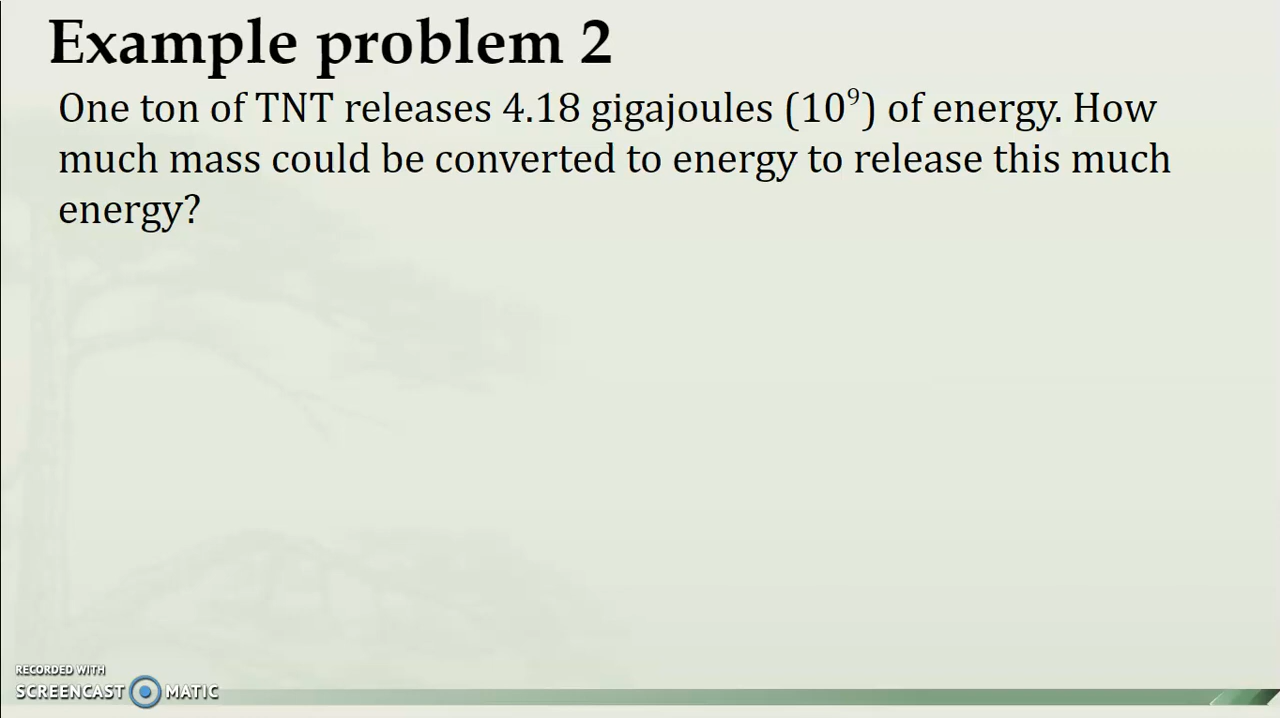 Example problem 2
One ton of TNT releases 4.18 gigajoules (10⁹) of energy. How
much mass could be converted to energy to release this much
energy?
RECORDED WITH
SCREENCAST MATIC